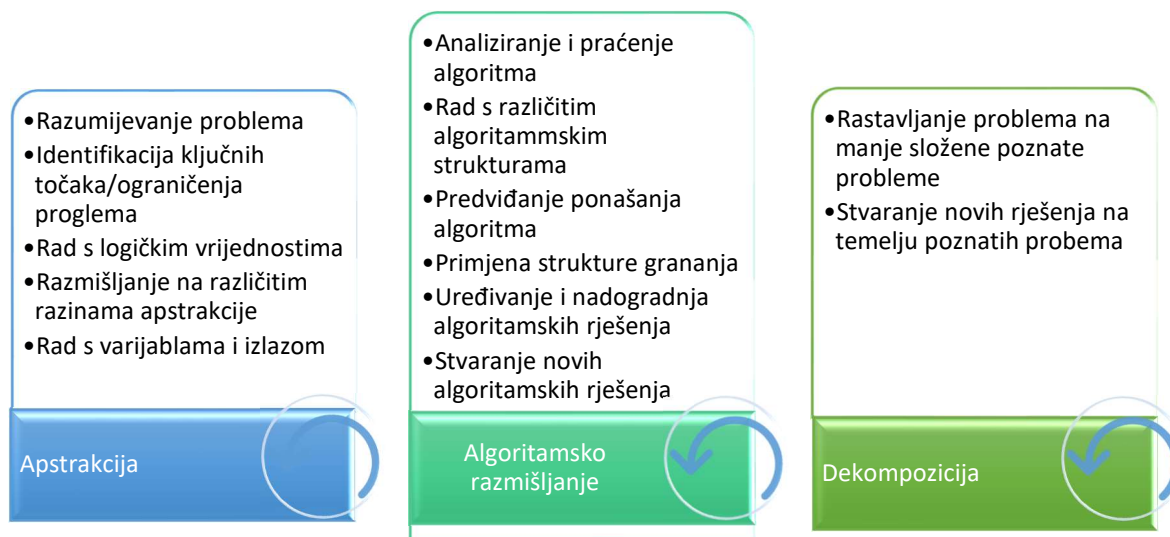 •Razumijevanje problema
•Identifikacija ključnih
točaka/ograničenja
proglema
•Rad s logičkim vrijednostima
•Razmišljanje na različitim
razinama apstrakcije
•Rad s varijablama i izlazom
Apstrakcija
•Analiziranje i praćenje
algoritma
•Rad s različitim
algoritammskim
strukturama
•Predviđanje ponašanja
algoritma
•Primjena strukture grananja
•Uređivanje i nadogradnja
algoritamskih rješenja
•Stvaranje novih
algoritamskih rješenja
Algoritamsko
razmišljanje
•Rastavljanje problema na
manje složene poznate
probleme
•Stvaranje novih rješenja na
temelju poznatih probema
Dekompozicija